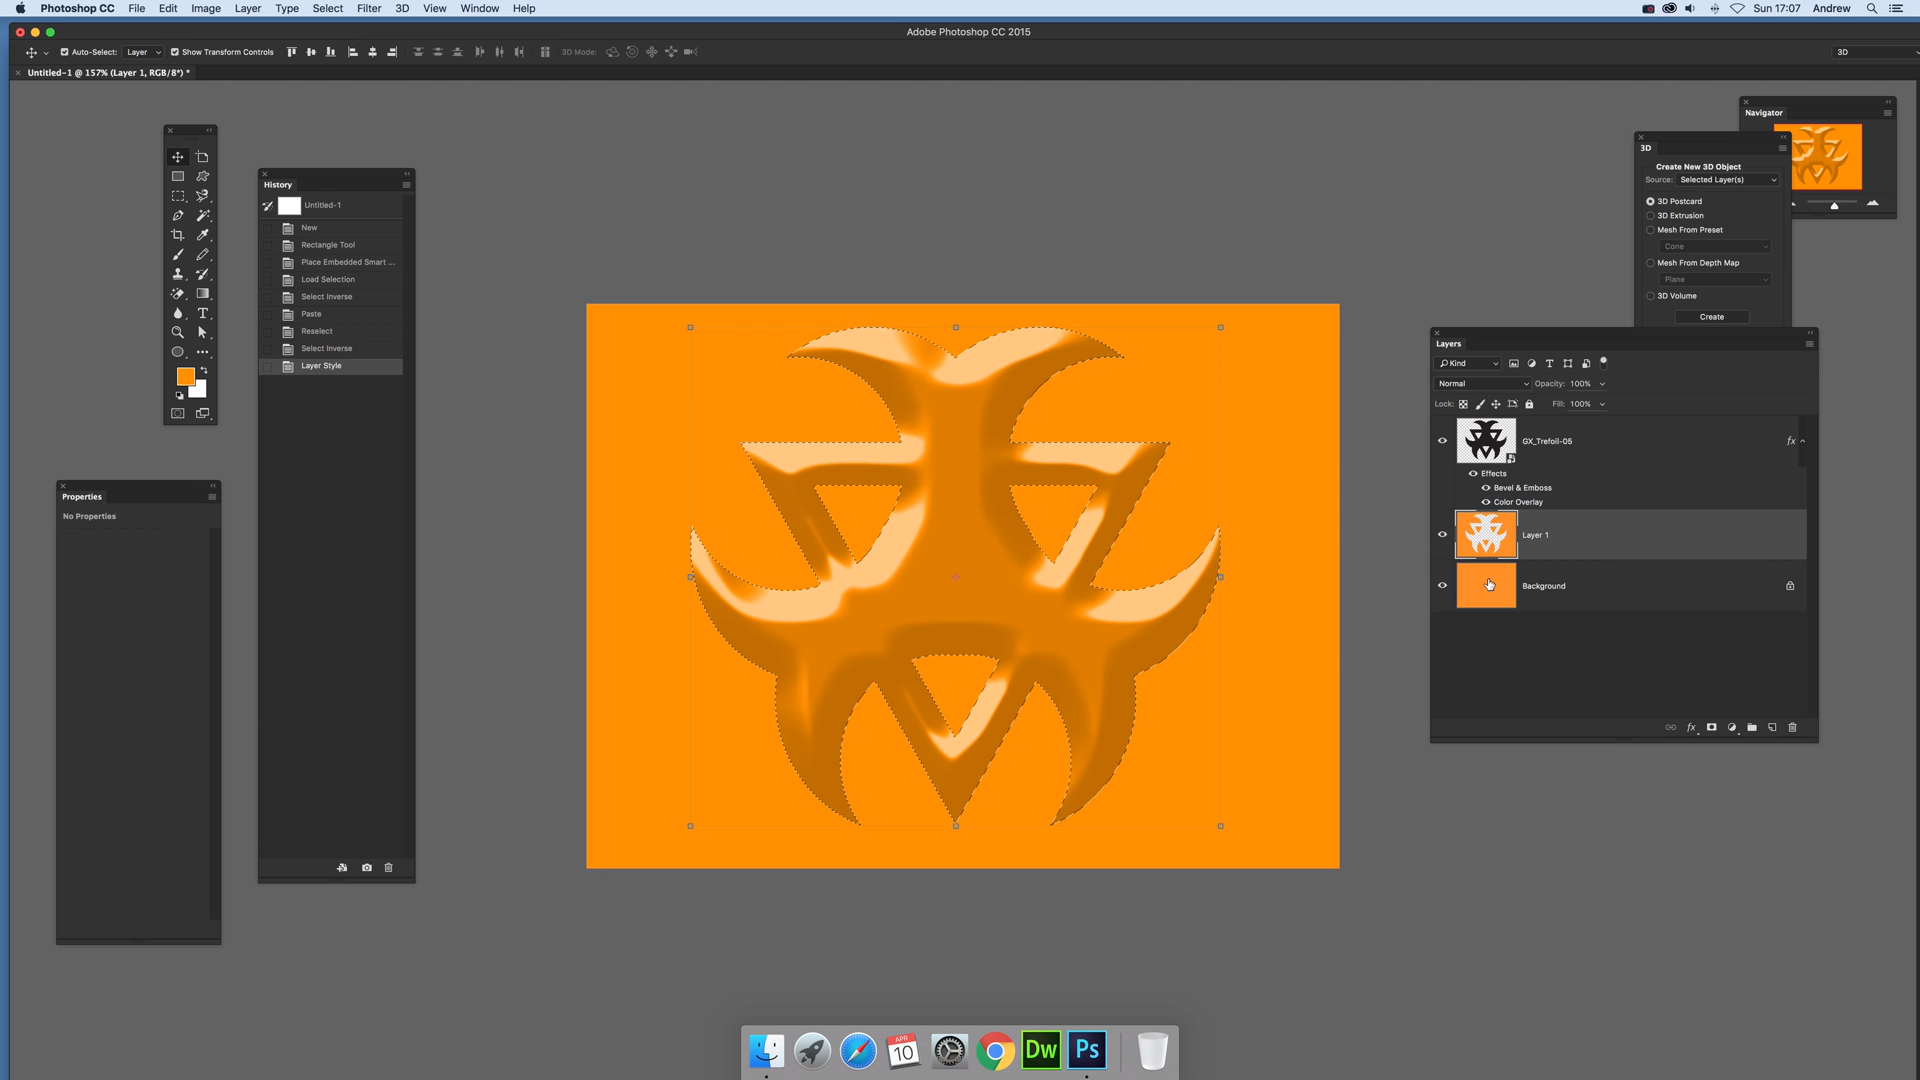 Photoshop CC File Edit Image Layer Type Select Filter 3D View Window Help Sun 17:07 Andrew
Adobe Photoshop CC 2015
Auto-Select: Layer Show Transform Controls 3D Mode: 3D
Untitled-1 @ 157% (Layer 1, RGB/8*) *
Navigator
3D
Create New 3D Object
Source: Selected Layer(s)
3D Postcard
3D Extrusion
Mesh From Preset
Cone
Mesh From Depth Map
Plane
3D Volume
Create
History
Untitled-1
New
Rectangle Tool
Place Embedded Smart ...
Load Selection
Select Inverse
Paste
Reselect
Select Inverse
Layer Style
Properties
No Properties
Layers
Kind
Normal Opacity: 100%
Lock: Fill: 100%
GX_Trefoil-05 fx
Effects
Bevel & Emboss
Color Overlay
Layer 1
Background
fx
APR
10
Dw
Ps